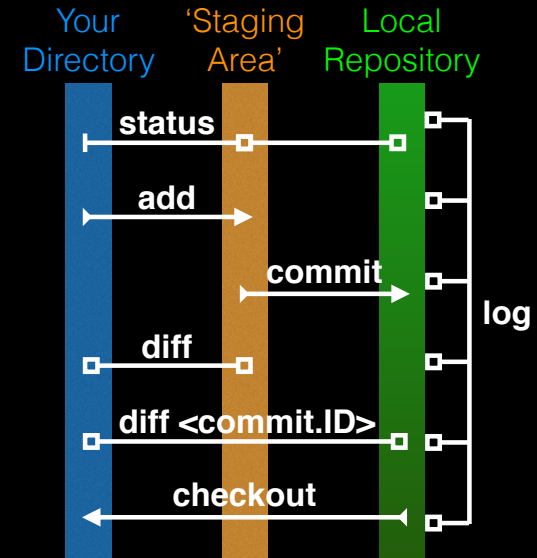 Your Directory
‘Staging Area’
Local Repository
status
add
commit
log
diff
diff <commit.ID>
checkout